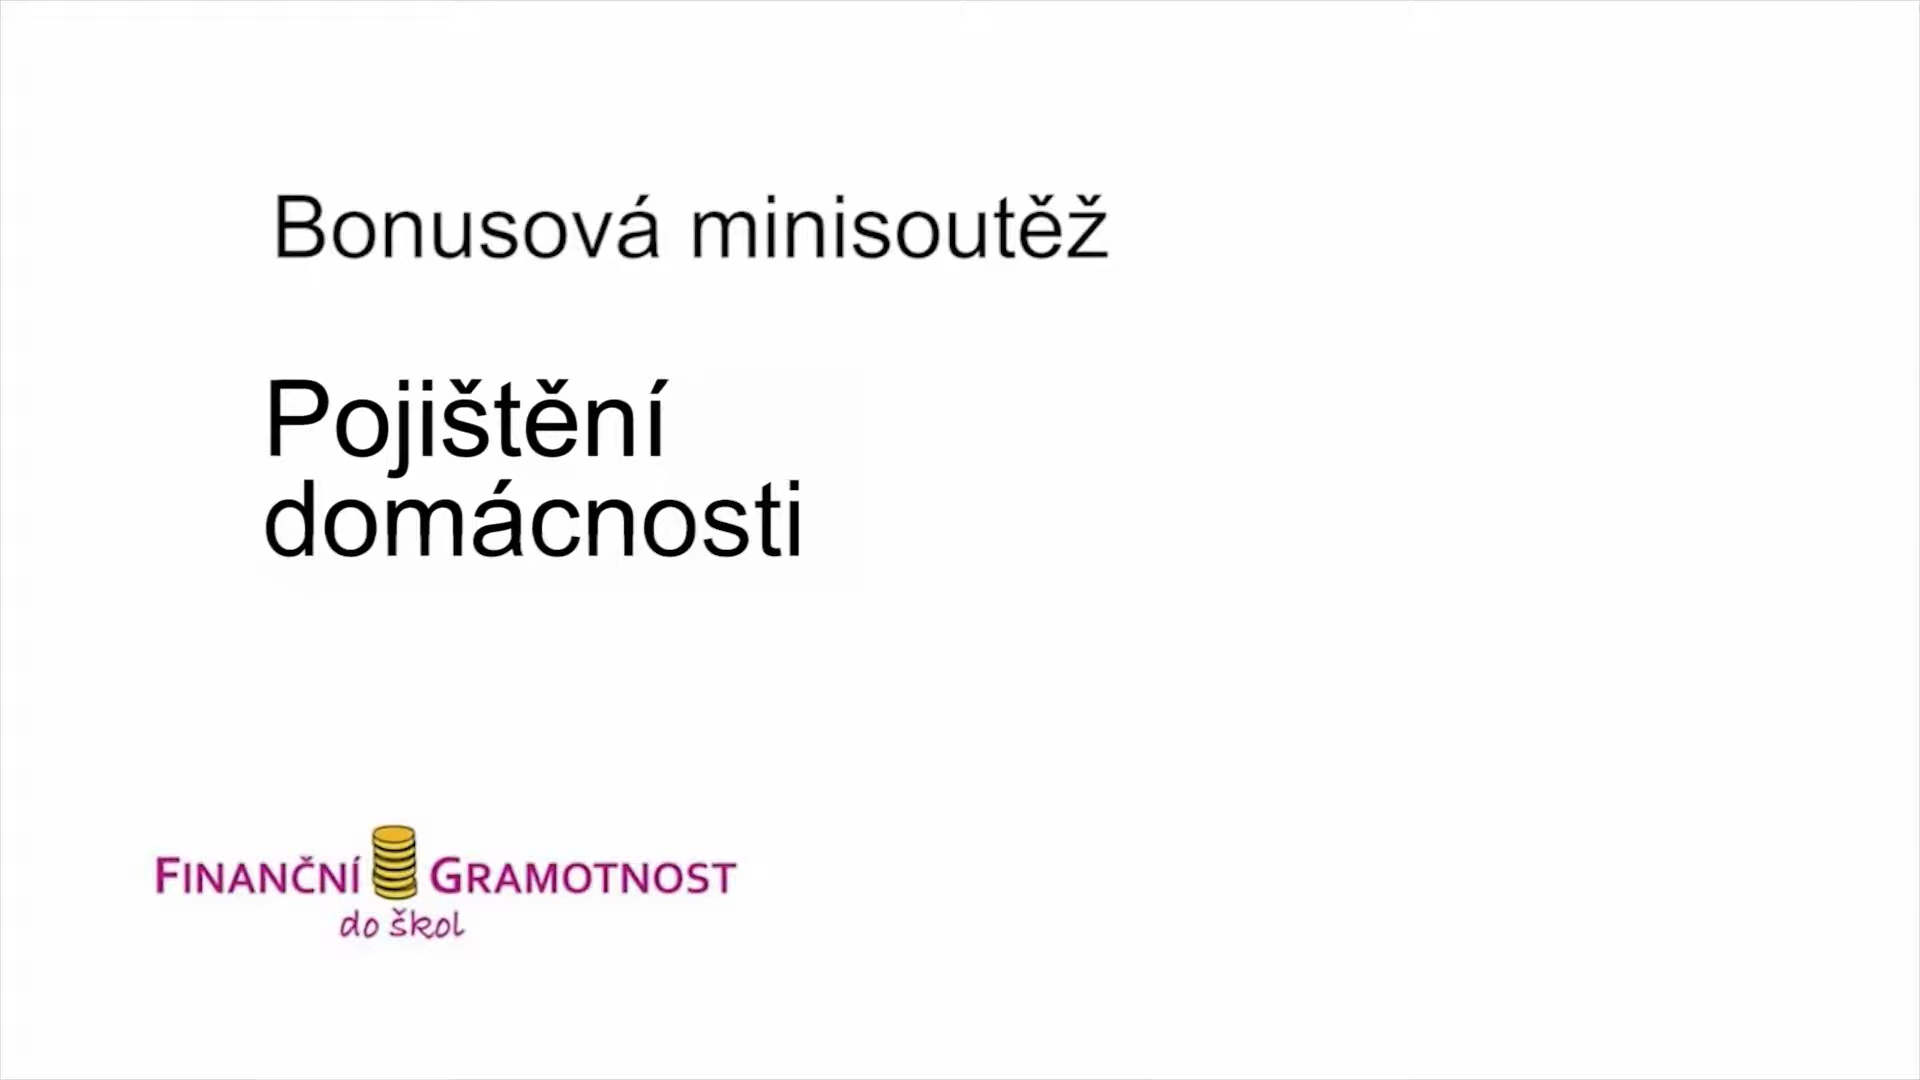 Bonusová minisoutěž
Pojištění
domácnosti
FINANČNÍ GRAMOTNOST
do škol